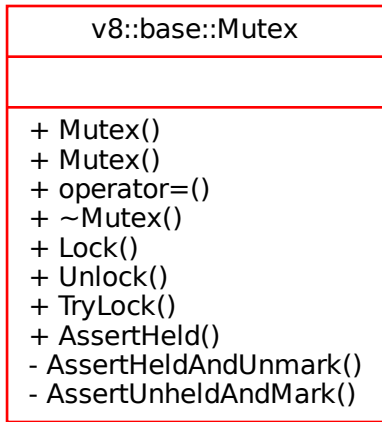 v8::base::Mutex
+ Mutex()
+ Mutex()
+ operator=()
+ ~Mutex()
+ Lock()
+ Unlock()
+ TryLock()
+ AssertHeld()
- AssertHeldAndUnmark()
- AssertUnheldAndMark()